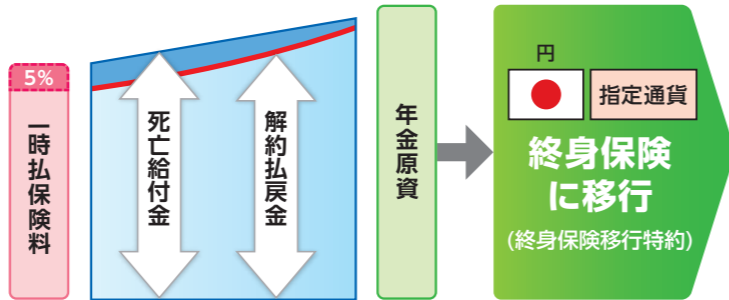 5%
一時払保険料
死亡給付金
解約払戻金
年金原資
円
指定通貨
終身保険
に移行
(終身保険移行特約)